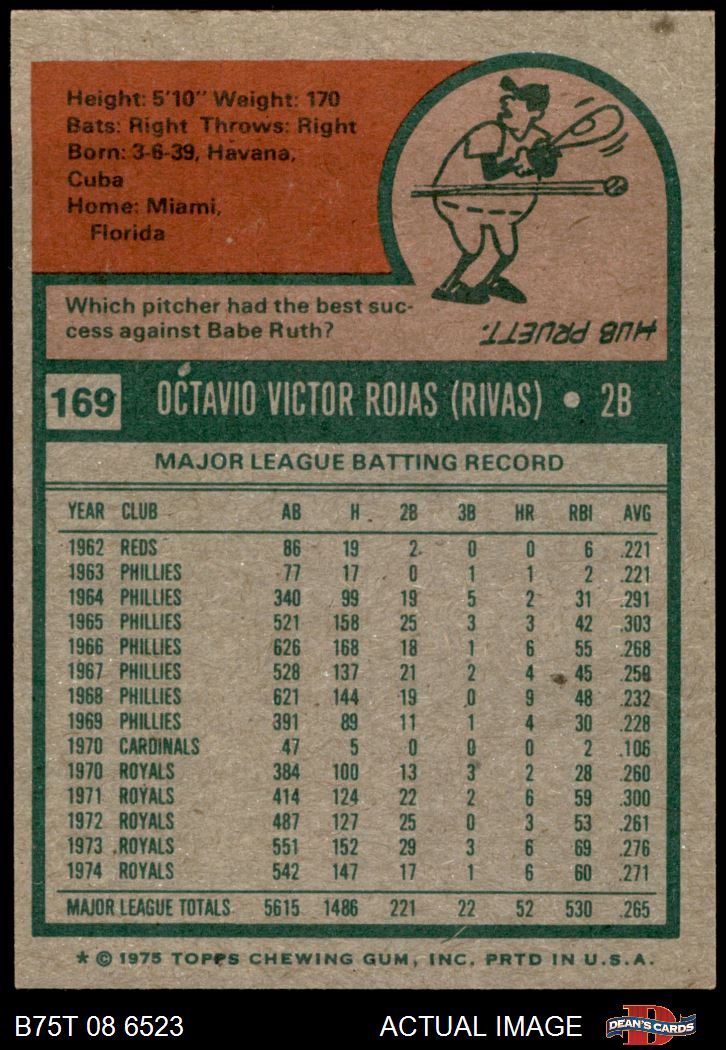 Height: 5'10" Weight: 170
Bats: Right Throws: Right
Born: 3-6-39, Havana,
Cuba
Home: Miami,
Florida
Which pitcher had the best suc-
cess against Babe Ruth?
HUB PRUETT.
169 OCTAVIO VICTOR ROJAS (RIVAS) • 2B
MAJOR LEAGUE BATTING RECORD
YEAR CLUB AB H 2B 3B HR RBI AVG
1962 REDS 86 19 2 0 0 6 .221
1963 PHILLIES 77 17 0 1 1 2 .221
1964 PHILLIES 340 99 19 5 2 31 .291
1965 PHILLIES 521 158 25 3 3 42 .303
1966 PHILLIES 626 168 18 1 6 55 .268
1967 PHILLIES 528 137 21 2 4 45 .259
1968 PHILLIES 621 144 19 0 9 48 .232
1969 PHILLIES 391 89 11 1 4 30 .228
1970 CARDINALS 47 5 0 0 0 2 .106
1970 ROYALS 384 100 13 3 2 28 .260
1971 ROYALS 414 124 22 2 6 59 .300
1972 ROYALS 487 127 25 0 3 53 .261
1973 ROYALS 551 152 29 3 6 69 .276
1974 ROYALS 542 147 17 1 6 60 .271
MAJOR LEAGUE TOTALS 5615 1486 221 22 52 530 .265
* © 1975 TOPPS CHEWING GUM, INC. PRTD IN U.S.A.
B75T 08 6523 ACTUAL IMAGE D DEAN'S CARDS